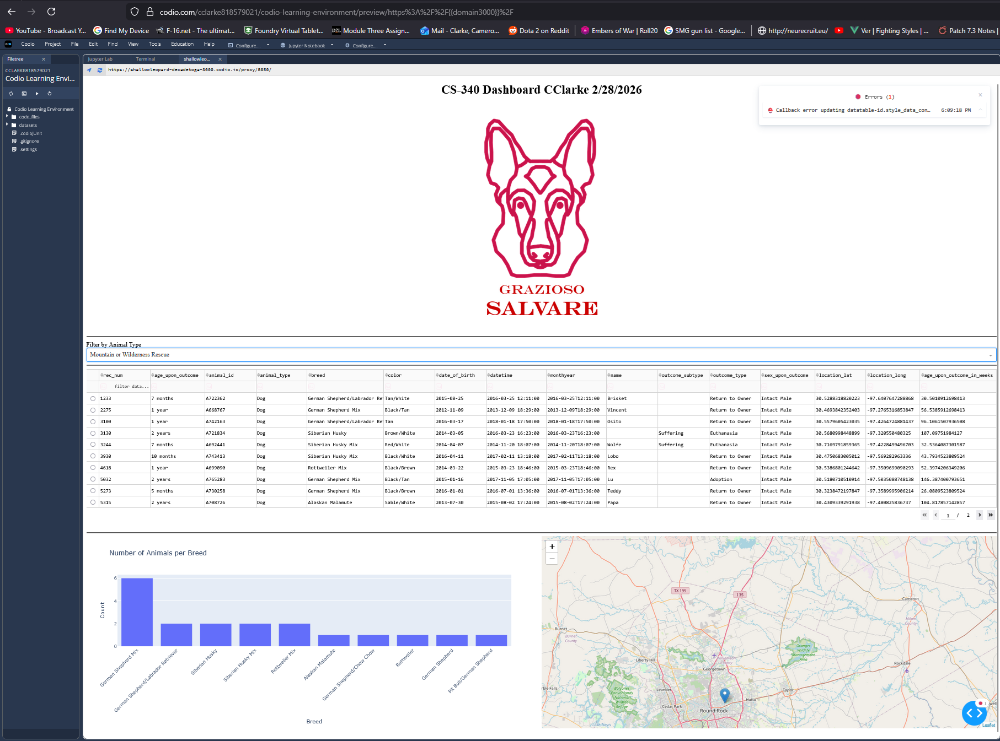 codio.com/cclarke818579021/codio-learning-environment/preview/https%3A%2F%2F{{domain3000}}%2F
YouTube - Broadcast Y... Find My Device F-16.net - The ultimat... Foundry Virtual Tablet... D2L Module Three Assign... Mail - Clarke, Camero... Dota 2 on Reddit Embers of War | Roll20 SMG gun list - Google... http://neurecruit.eu/ Ver | Fighting Styles | ... Patch 7.3 Notes |
Codio Project File Edit Find View Tools Education Help Configure.... Jupyter Notebook Configure....
Filetree Jupyter Lab Terminal shallowleo...
https://shallowleopard-decadetoga-3000.codio.io/proxy/8050/
CCLARKE818579021
Codio Learning Envi...
Codio Learning Environment
code_files
datasets
.codioJUnit
.gitignore
.settings
CS-340 Dashboard CClarke 2/28/2026
Errors (1)
Callback error updating datatable-id.style_data_con... 6:09:18 PM
GRAZIOSO
SALVARE
Filter by Animal Type
Mountain or Wilderness Rescue
rec_num age_upon_outcome animal_id animal_type breed color date_of_birth datetime monthyear name outcome_subtype outcome_type sex_upon_outcome location_lat location_long age_upon_outcome_in_weeks
filter data...
1233 7 months A722362 Dog German Shepherd/Labrador Re Tan/White 2015-08-25 2016-03-25 12:11:00 2016-03-25T12:11:00 Brisket Return to Owner Intact Male 30.5288318820223 -97.6407647288868 30.5010912698413
2275 1 year A668767 Dog German Shepherd Mix Black/Tan 2012-11-09 2013-12-09 18:29:00 2013-12-09T18:29:00 Vincent Return to Owner Intact Male 30.4693842352403 -97.2765316853847 56.5385912698413
3100 1 year A742163 Dog German Shepherd/Labrador Re Tan 2016-03-17 2018-01-18 17:50:00 2018-01-18T17:50:00 Osito Return to Owner Intact Male 30.5579605423035 -97.4264724881437 96.1061507936508
3130 2 years A721834 Dog Siberian Husky Brown/White 2014-03-05 2016-03-23 16:23:00 2016-03-23T16:23:00 Suffering Euthanasia Intact Male 30.5680998448899 -97.320550480325 107.09751984127
3244 7 months A692441 Dog Siberian Husky Mix Red/White 2014-04-07 2014-11-20 18:07:00 2014-11-20T18:07:00 Wolfe Suffering Euthanasia Intact Male 30.7169791859365 -97.4228499496703 32.5364087301587
3930 10 months A743413 Dog Siberian Husky Mix Black/White 2016-04-11 2017-02-11 13:18:00 2017-02-11T13:18:00 Lobo Return to Owner Intact Male 30.4750683005012 -97.569282963336 43.7934523809524
4618 1 year A699090 Dog Rottweiler Mix Black/Brown 2014-03-22 2015-03-23 18:46:00 2015-03-23T18:46:00 Rex Return to Owner Intact Male 30.5386801244642 -97.3509699090293 52.3974206349206
5032 2 years A765283 Dog German Shepherd Mix Black/Tan 2015-01-16 2017-11-05 17:05:00 2017-11-05T17:05:00 Lu Adoption Intact Male 30.5180710510914 -97.5035088748138 146.387400793651
5273 5 months A730258 Dog German Shepherd Mix Black/Brown 2016-01-01 2016-07-01 13:36:00 2016-07-01T13:36:00 Teddy Return to Owner Intact Male 30.3238472197847 -97.3589995906214 26.0809523809524
5315 2 years A708726 Dog Alaskan Malamute Sable/White 2013-07-30 2015-08-02 17:24:00 2015-08-02T17:24:00 Papa Return to Owner Intact Male 30.4309339291938 -97.480825836737 104.817857142857
1 / 2
Number of Animals per Breed
6
4
2
0
Count
German Shepherd Mix
German Shepherd/Labrador Retriever
Siberian Husky
Siberian Husky Mix
Rottweiler Mix
Alaskan Malamute
German Shepherd/Chow Chow
Rottweiler
German Shepherd
Pit Bull/German Shepherd
Breed
+
−
TX 195
I 35
Cameron
Milam
County
Burnet
Burnet
County
Granger
Wildlife
Management
Area
Liberty Hill
Williamson
County
Georgetown
Rockdale
rble Falls
Balcones
Canyonlands
National
Wildlife
Refuge
Leander
Taylor
Cedar Park
Hutto
Round Rock
Lake Travis
well
Leaflet